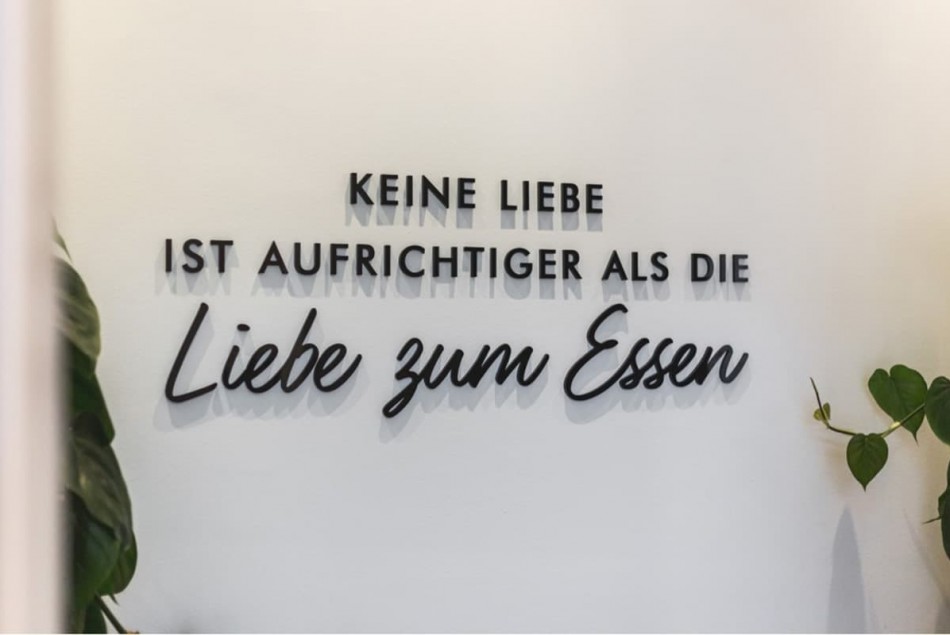 KEINE LIEBE
IST AUFRICHTIGER ALS DIE
Liebe zum Essen